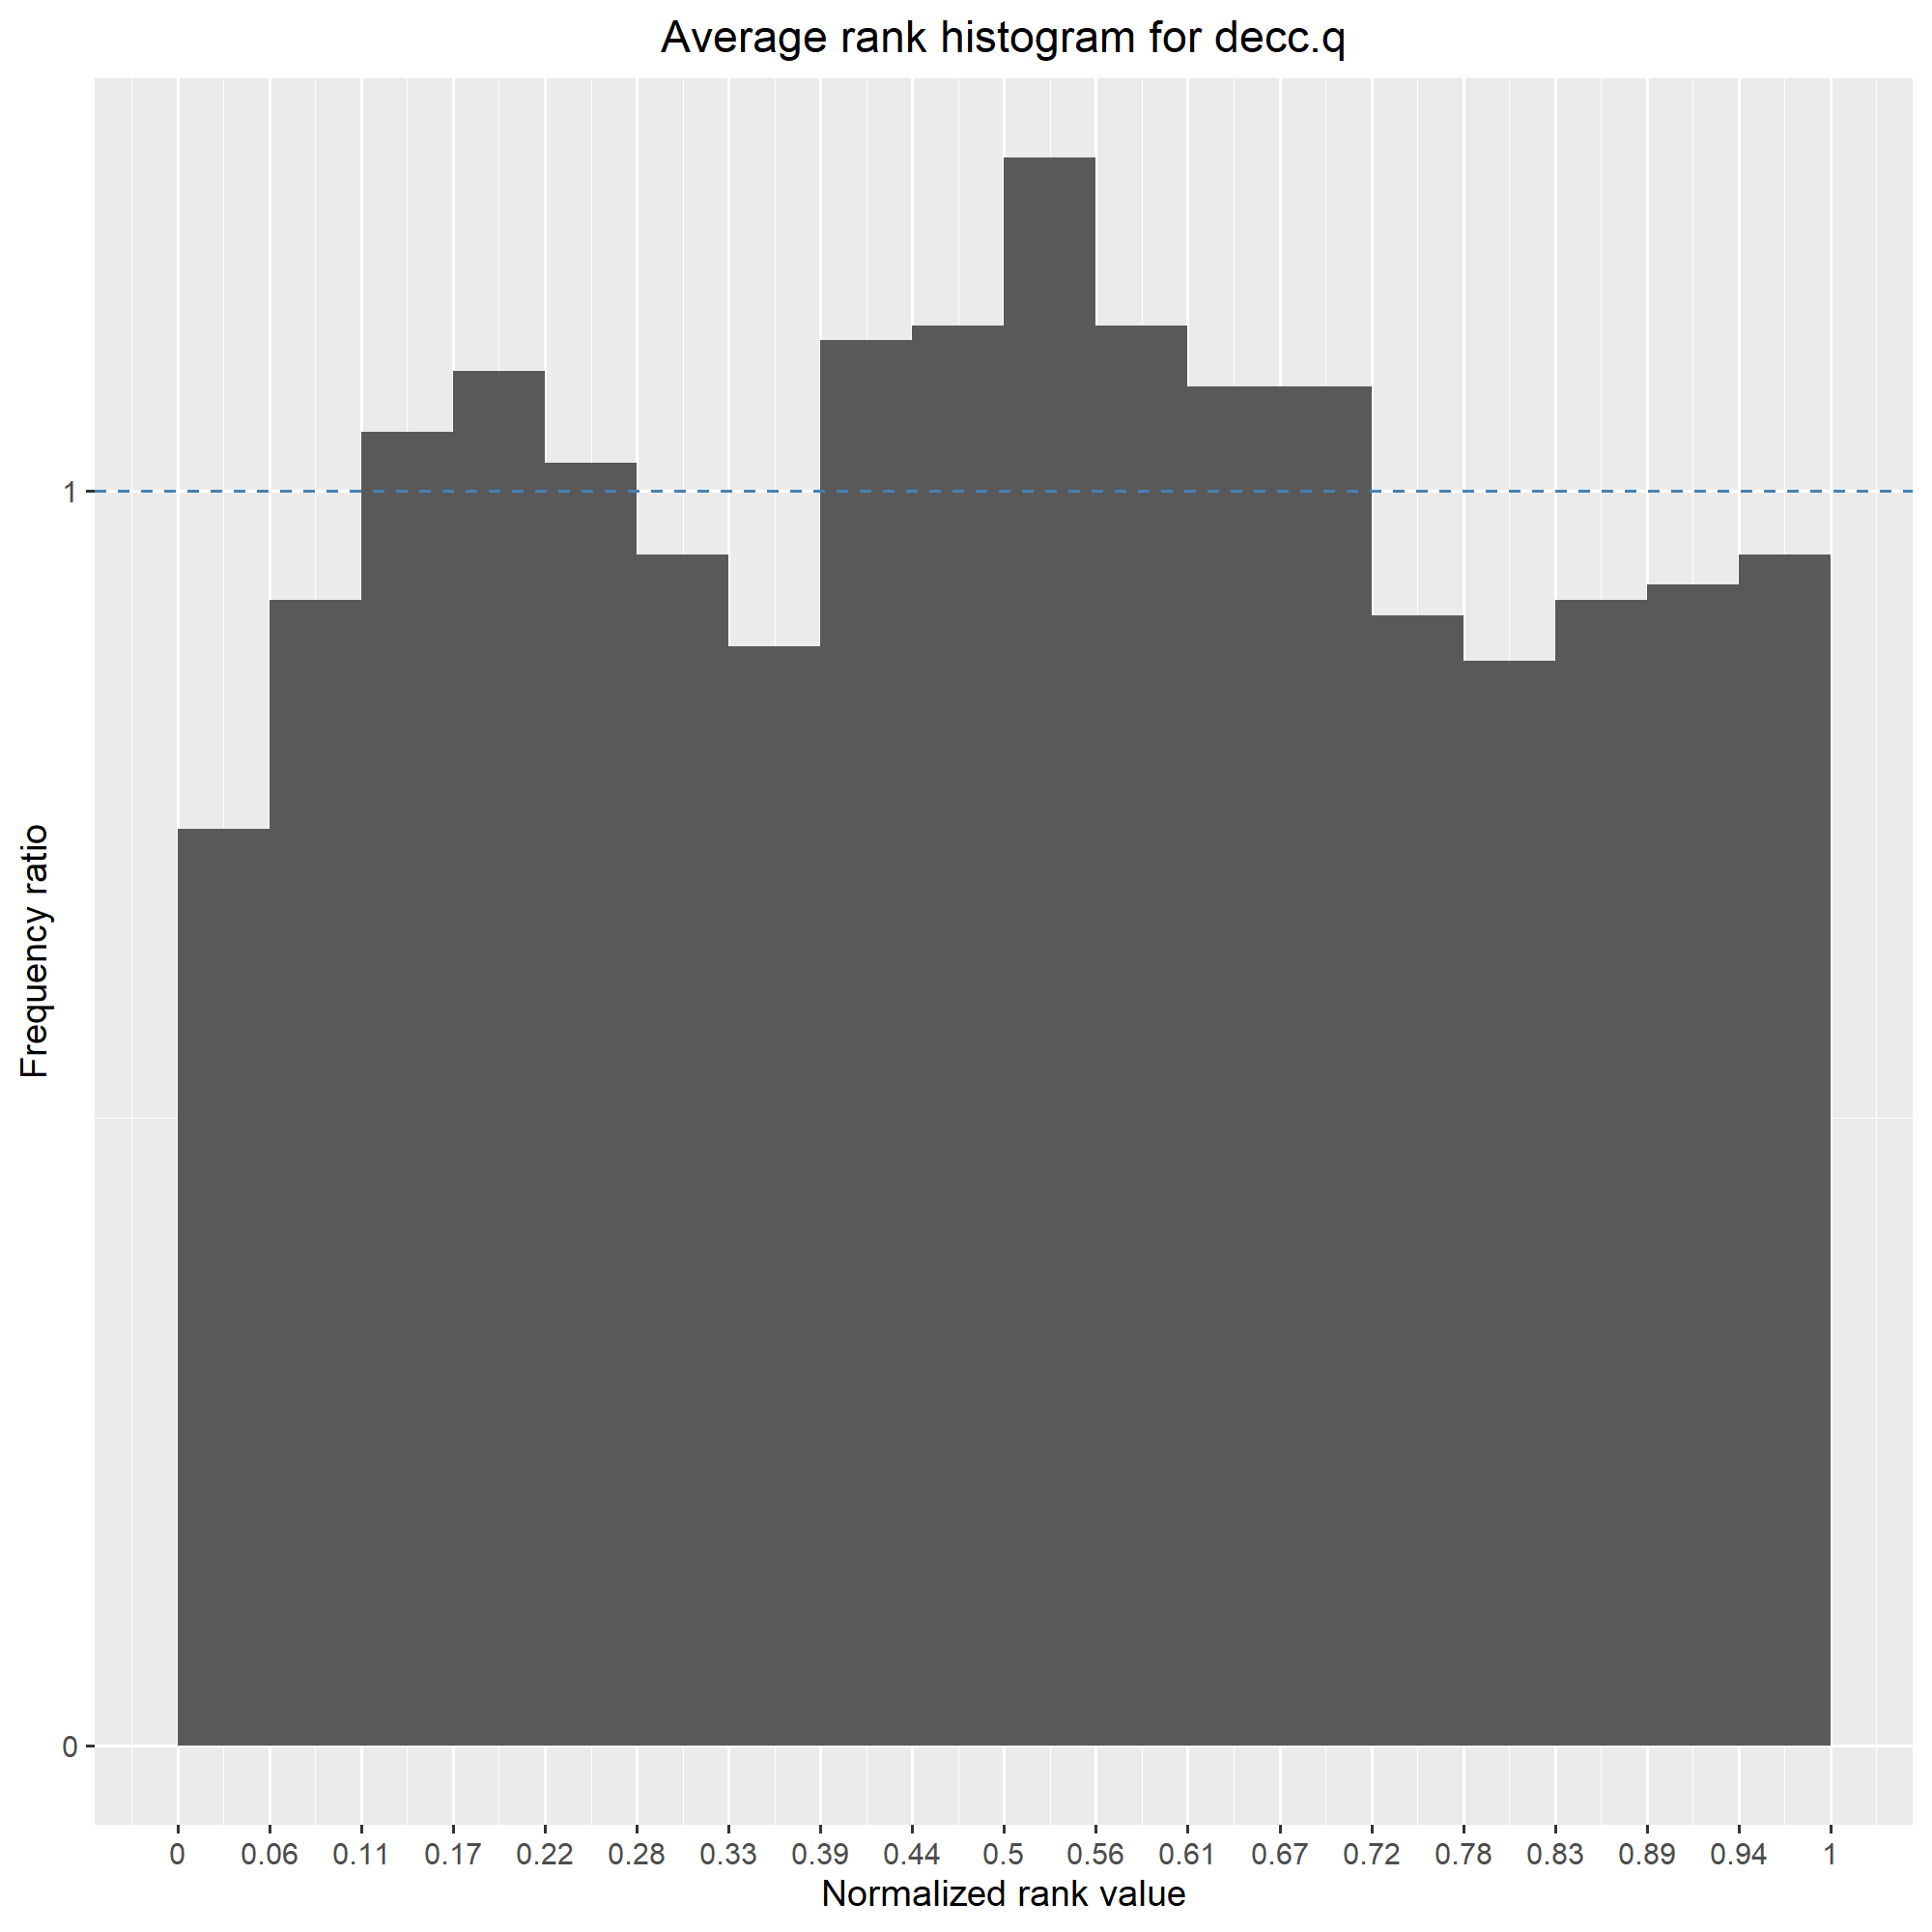 Average rank histogram for decc.q
Frequency ratio
1
0
0 0.06 0.11 0.17 0.22 0.28 0.33 0.39 0.44 0.5 0.56 0.61 0.67 0.72 0.78 0.83 0.89 0.94 1
Normalized rank value